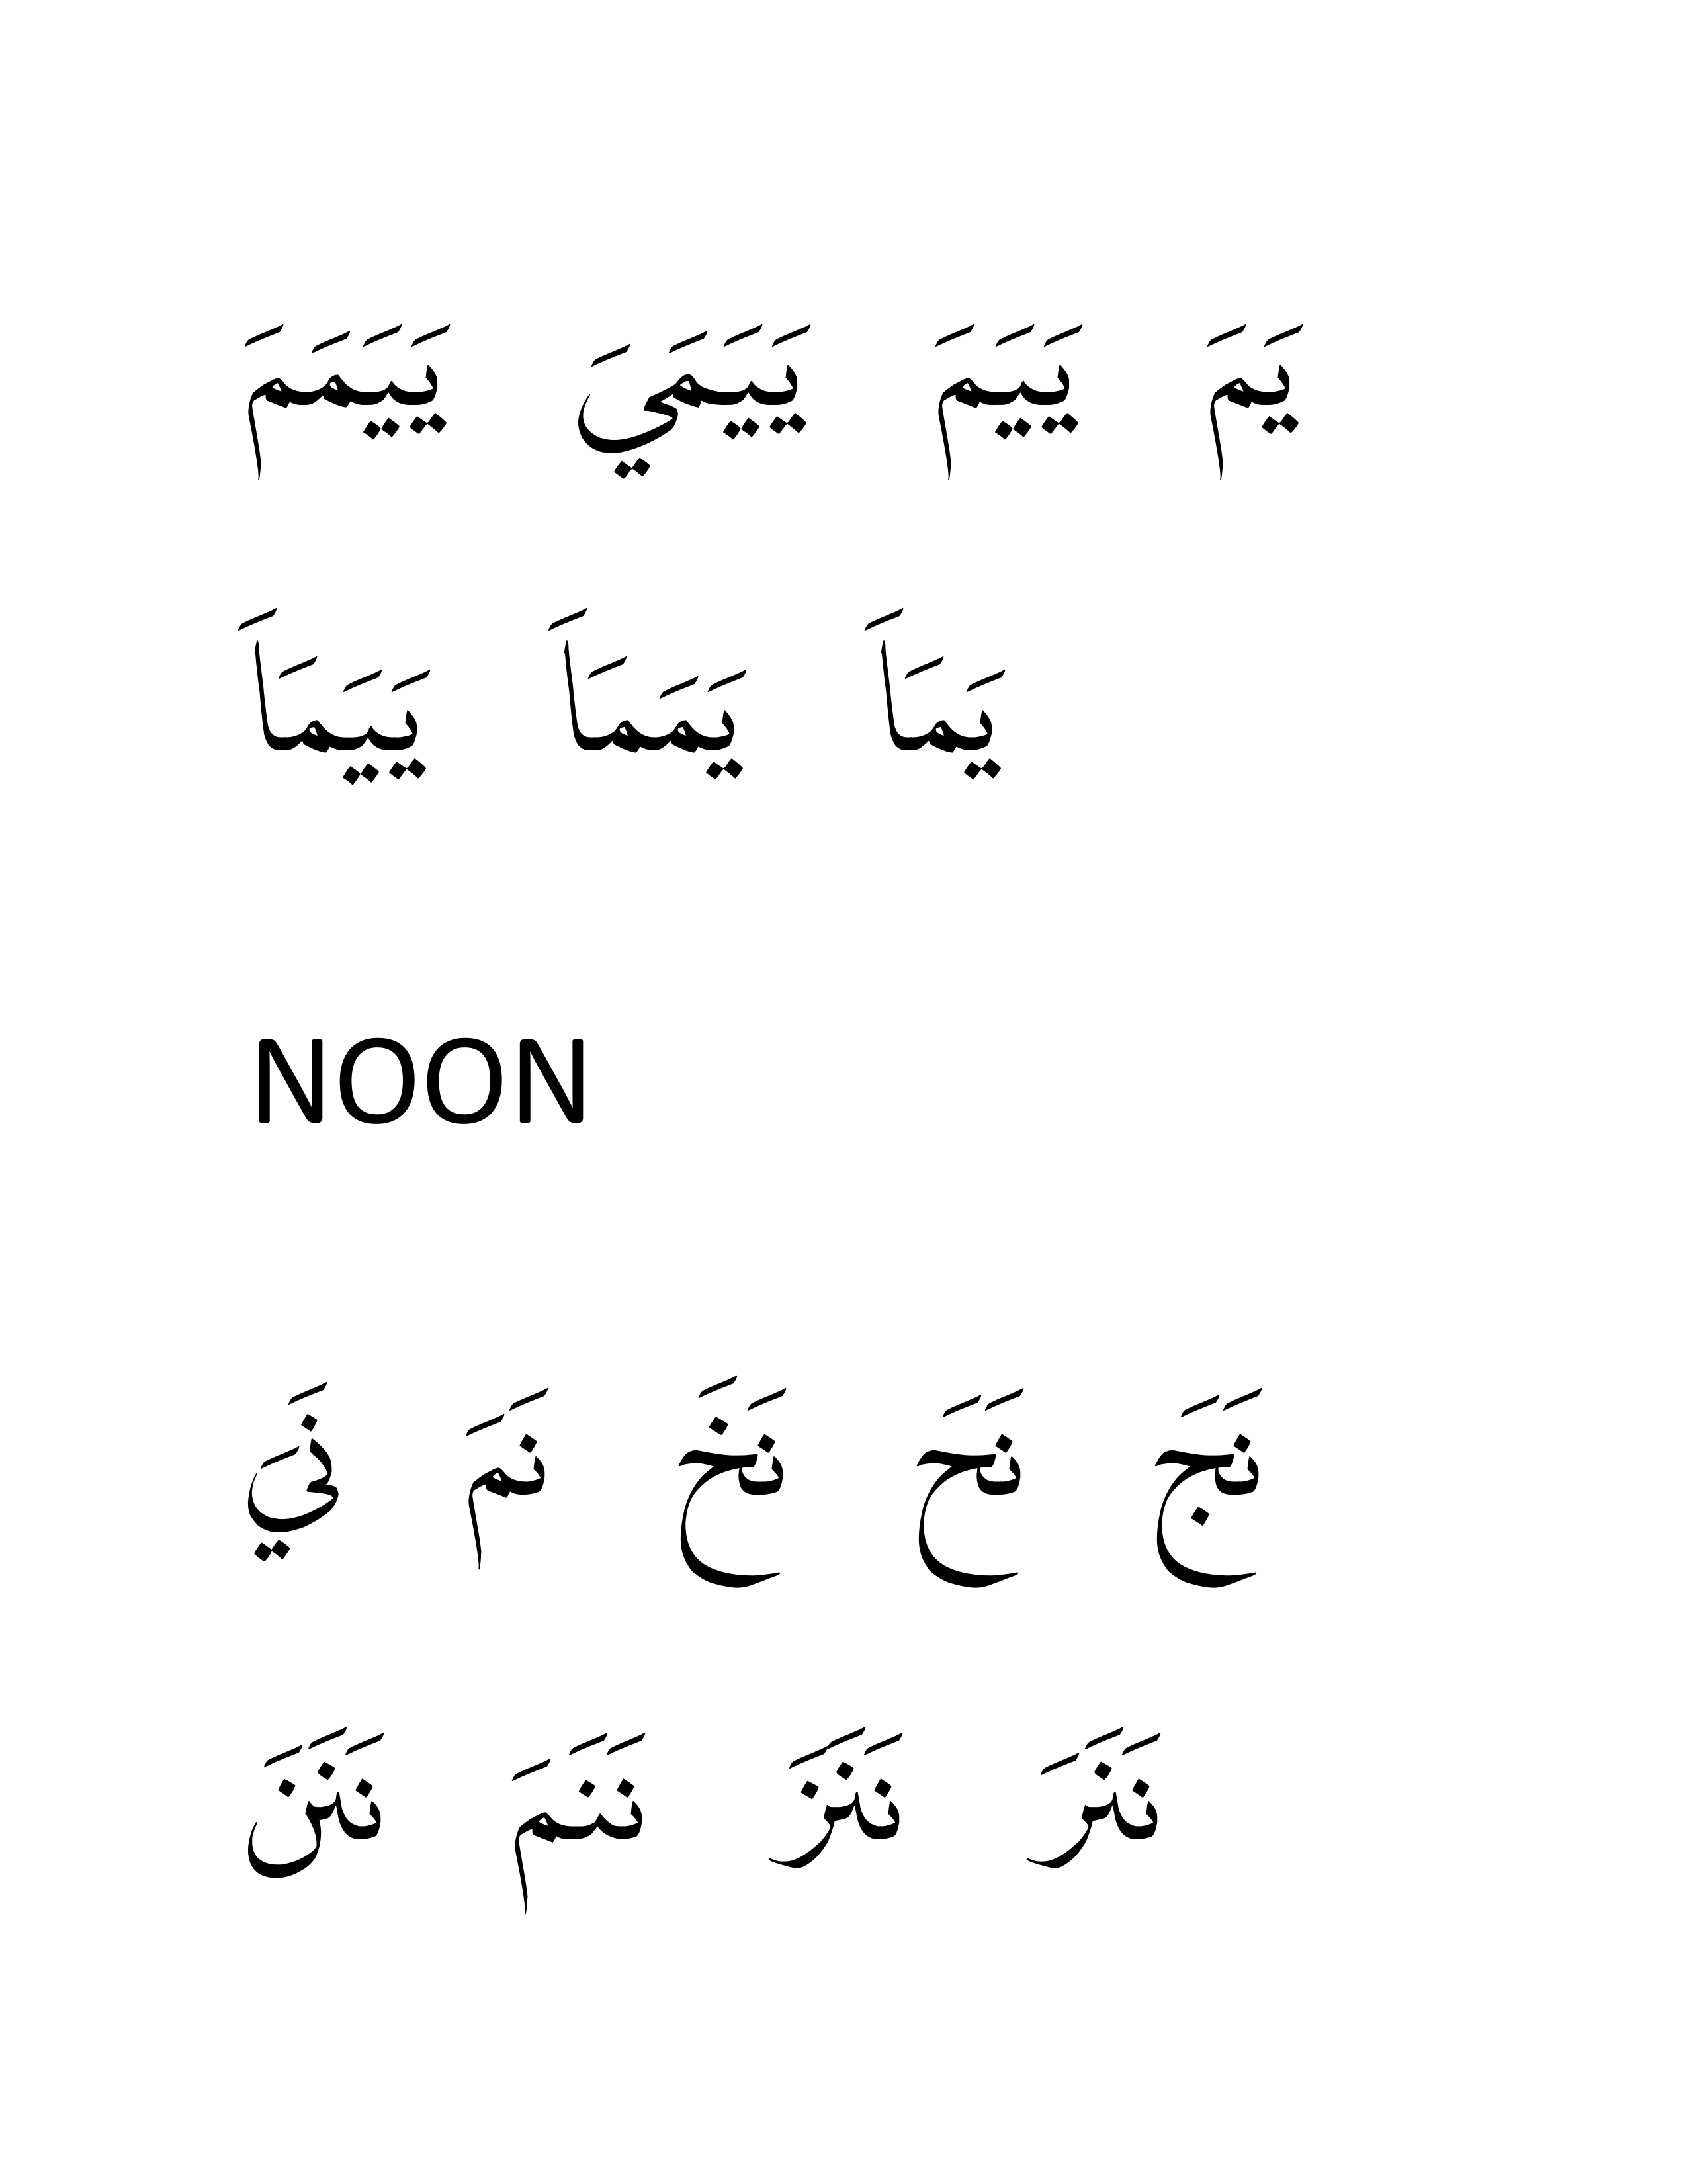 يَمَ يَيَمَ يَيَمَيَ يَيَمَمَ
يَمَاَ يَمَمَاَ يَيَمَاَ
NOON
نَجَ نَحَ نَخَ نَمَ نَيَ
نَنَرَ نَنَزَ نَنَمَ نَنَنَ